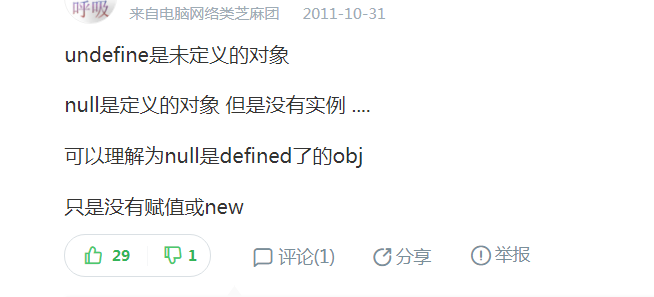 呼吸
来自电脑网络类芝麻团 2011-10-31
undefine是未定义的对象
null是定义的对象 但是没有实例 ....
可以理解为null是defined了的obj
只是没有赋值或new
29 1 评论(1) 分享 举报